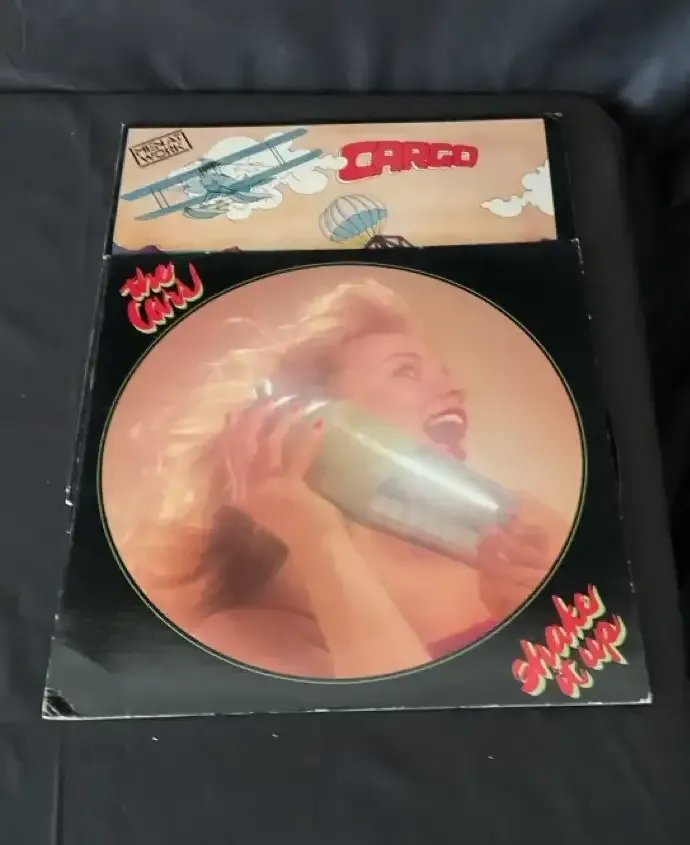 MEN AT
WORK
CARGO
the
Cars
shake
it up